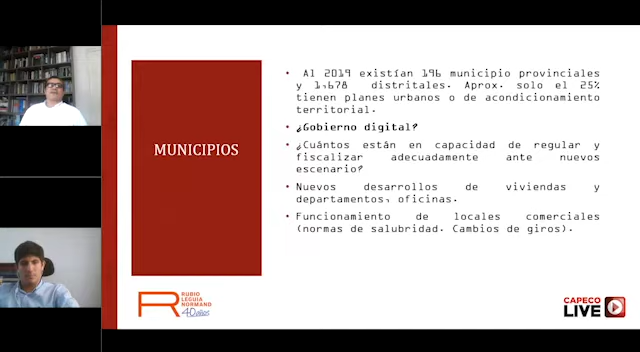 MUNICIPIOS
• Al 2019 existían 196 municipio provinciales
y 1,678 distritales. Aprox. solo el 25%
tienen planes urbanos o de acondicionamiento
territorial.
• ¿Gobierno digital?
• ¿Cuántos están en capacidad de regular y
fiscalizar adecuadamente ante nuevos
escenario?
• Nuevos desarrollos de viviendas y
departamentos, oficinas.
• Funcionamiento de locales comerciales
(normas de salubridad. Cambios de giros).
R RUBIO
LEGUIA
NORMAND
40 años
CAPECO
LIVE